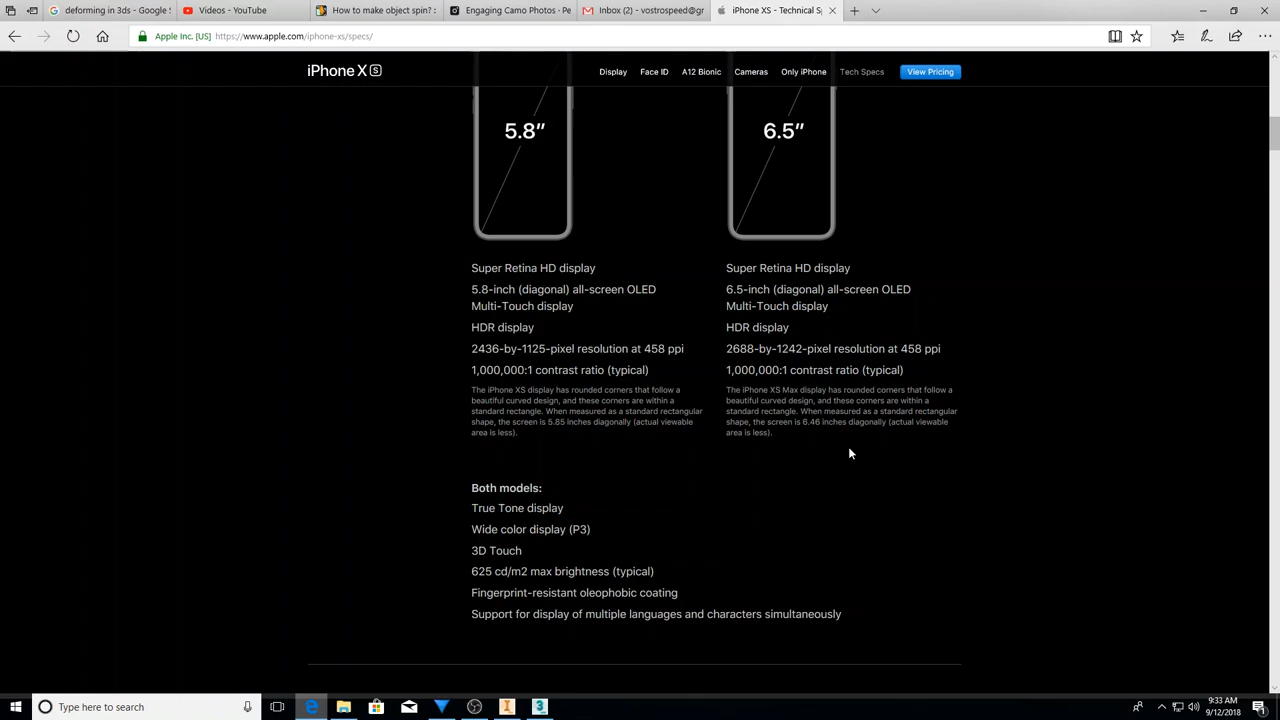 deforming in 3ds - Google S
Videos - YouTube
How to make object spin? :
Engaging Camo Photos - Pe
Inbox (2) - vostrospeed@gr
iPhone XS - Technical Sp
Apple Inc. [US] https://www.apple.com/iphone-xs/specs/
iPhone XS
Display
Face ID
A12 Bionic
Cameras
Only iPhone
Tech Specs
View Pricing
5.8″
6.5″
Super Retina HD display
5.8-inch (diagonal) all-screen OLED
Multi-Touch display
HDR display
2436-by-1125-pixel resolution at 458 ppi
1,000,000:1 contrast ratio (typical)
The iPhone XS display has rounded corners that follow a
beautiful curved design, and these corners are within a
standard rectangle. When measured as a standard rectangular
shape, the screen is 5.85 inches diagonally (actual viewable
area is less).
Super Retina HD display
6.5-inch (diagonal) all-screen OLED
Multi-Touch display
HDR display
2688-by-1242-pixel resolution at 458 ppi
1,000,000:1 contrast ratio (typical)
The iPhone XS Max display has rounded corners that follow a
beautiful curved design, and these corners are within a
standard rectangle. When measured as a standard rectangular
shape, the screen is 6.46 inches diagonally (actual viewable
area is less).
Both models:
True Tone display
Wide color display (P3)
3D Touch
625 cd/m2 max brightness (typical)
Fingerprint-resistant oleophobic coating
Support for display of multiple languages and characters simultaneously
Type here to search
9:33 AM
9/12/2018
1